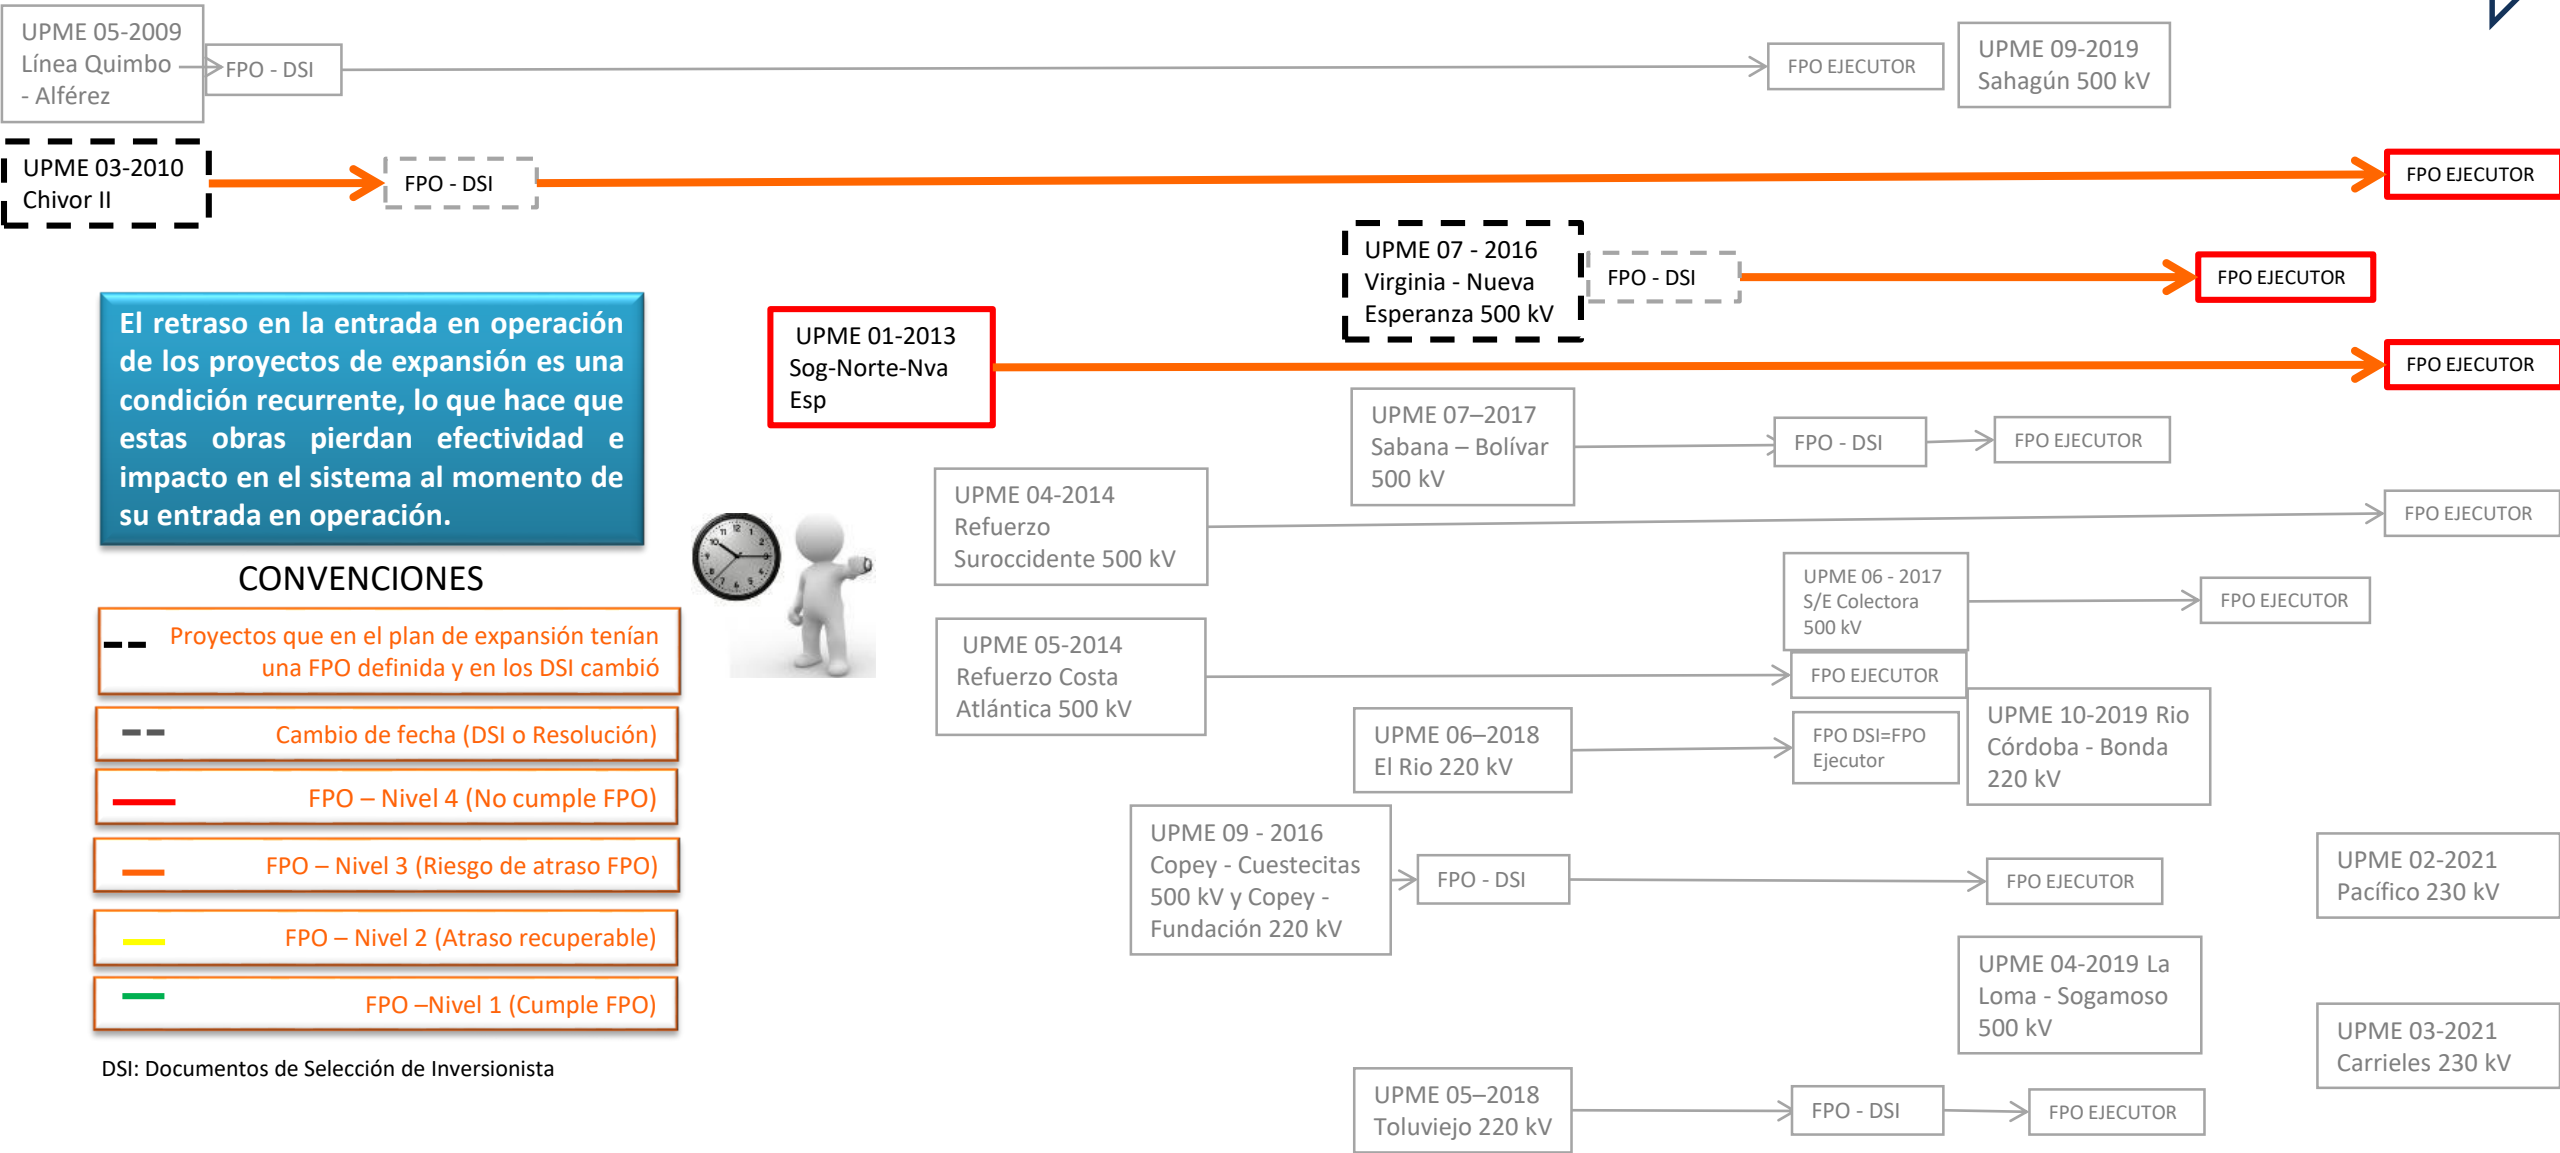 UPME 05-2009
Línea Quimbo
- Alférez
FPO - DSI
FPO EJECUTOR
UPME 09-2019
Sahagún 500 kV
UPME 03-2010
Chivor II
FPO - DSI
FPO EJECUTOR
UPME 07 - 2016
Virginia - Nueva
Esperanza 500 kV
FPO - DSI
FPO EJECUTOR
El retraso en la entrada en operación
de los proyectos de expansión es una
condición recurrente, lo que hace que
estas obras pierdan efectividad e
impacto en el sistema al momento de
su entrada en operación.
UPME 01-2013
Sog-Norte-Nva
Esp
FPO EJECUTOR
UPME 07–2017
Sabana – Bolívar
500 kV
FPO - DSI
FPO EJECUTOR
UPME 04-2014
Refuerzo
Suroccidente 500 kV
FPO EJECUTOR
UPME 06 - 2017
S/E Colectora
500 kV
FPO EJECUTOR
UPME 05-2014
Refuerzo Costa
Atlántica 500 kV
FPO EJECUTOR
UPME 06–2018
El Rio 220 kV
FPO DSI=FPO
Ejecutor
UPME 10-2019 Rio
Córdoba - Bonda
220 kV
UPME 09 - 2016
Copey - Cuestecitas
500 kV y Copey -
Fundación 220 kV
FPO - DSI
FPO EJECUTOR
UPME 02-2021
Pacífico 230 kV
UPME 04-2019 La
Loma - Sogamoso
500 kV
UPME 03-2021
Carrieles 230 kV
UPME 05–2018
Toluviejo 220 kV
FPO - DSI
FPO EJECUTOR
CONVENCIONES
Proyectos que en el plan de expansión tenían
una FPO definida y en los DSI cambió
Cambio de fecha (DSI o Resolución)
FPO – Nivel 4 (No cumple FPO)
FPO – Nivel 3 (Riesgo de atraso FPO)
FPO – Nivel 2 (Atraso recuperable)
FPO –Nivel 1 (Cumple FPO)
DSI: Documentos de Selección de Inversionista